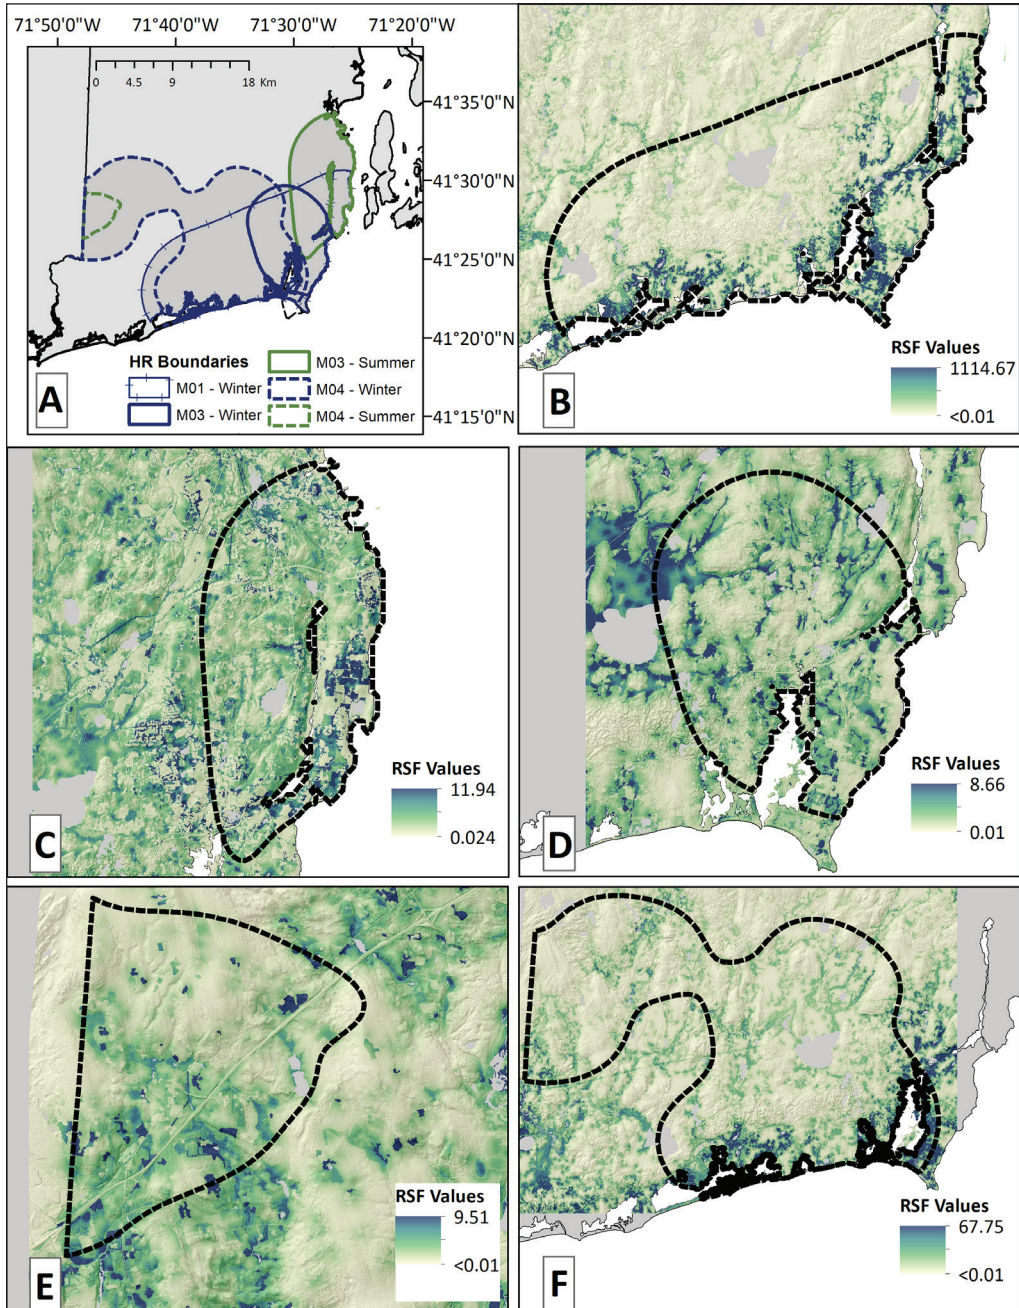 71°50'0"W 71°40'0"W 71°30'0"W 71°20'0"W
0 4.5 9 18 Km
41°35'0"N
41°30'0"N
41°25'0"N
41°20'0"N
41°15'0"N
HR Boundaries
M01 - Winter
M03 - Winter
M03 - Summer
M04 - Winter
M04 - Summer
A
RSF Values
1114.67
<0.01
B
RSF Values
11.94
0.024
C
RSF Values
8.66
0.01
D
RSF Values
9.51
<0.01
E
RSF Values
67.75
<0.01
F